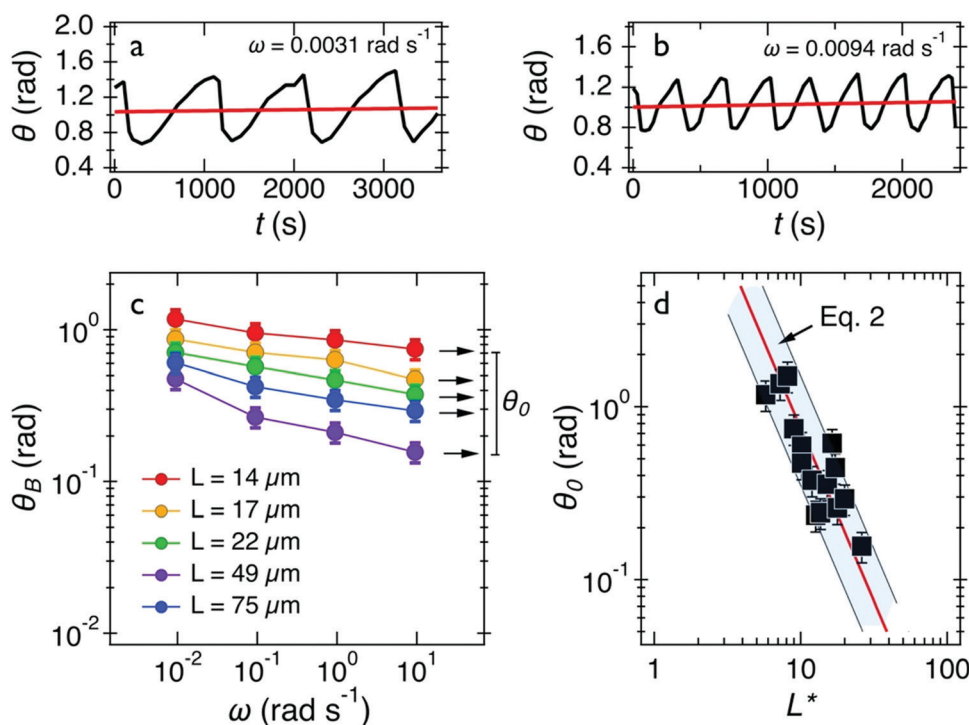 a
ω = 0.0031 rad s-1
2.0
1.6
1.2
0.8
0.4
θ (rad)
0
1000
2000
3000
t (s)
b
ω = 0.0094 rad s-1
1.6
1.2
0.8
0.4
θ (rad)
0
1000
2000
t (s)
c
10^0
10^-1
10^-2
θB (rad)
θ0
L = 14 µm
L = 17 µm
L = 22 µm
L = 49 µm
L = 75 µm
10^-2
10^-1
10^0
10^1
ω (rad s-1)
d
Eq. 2
10^0
10^-1
θ0 (rad)
1
10
100
L*